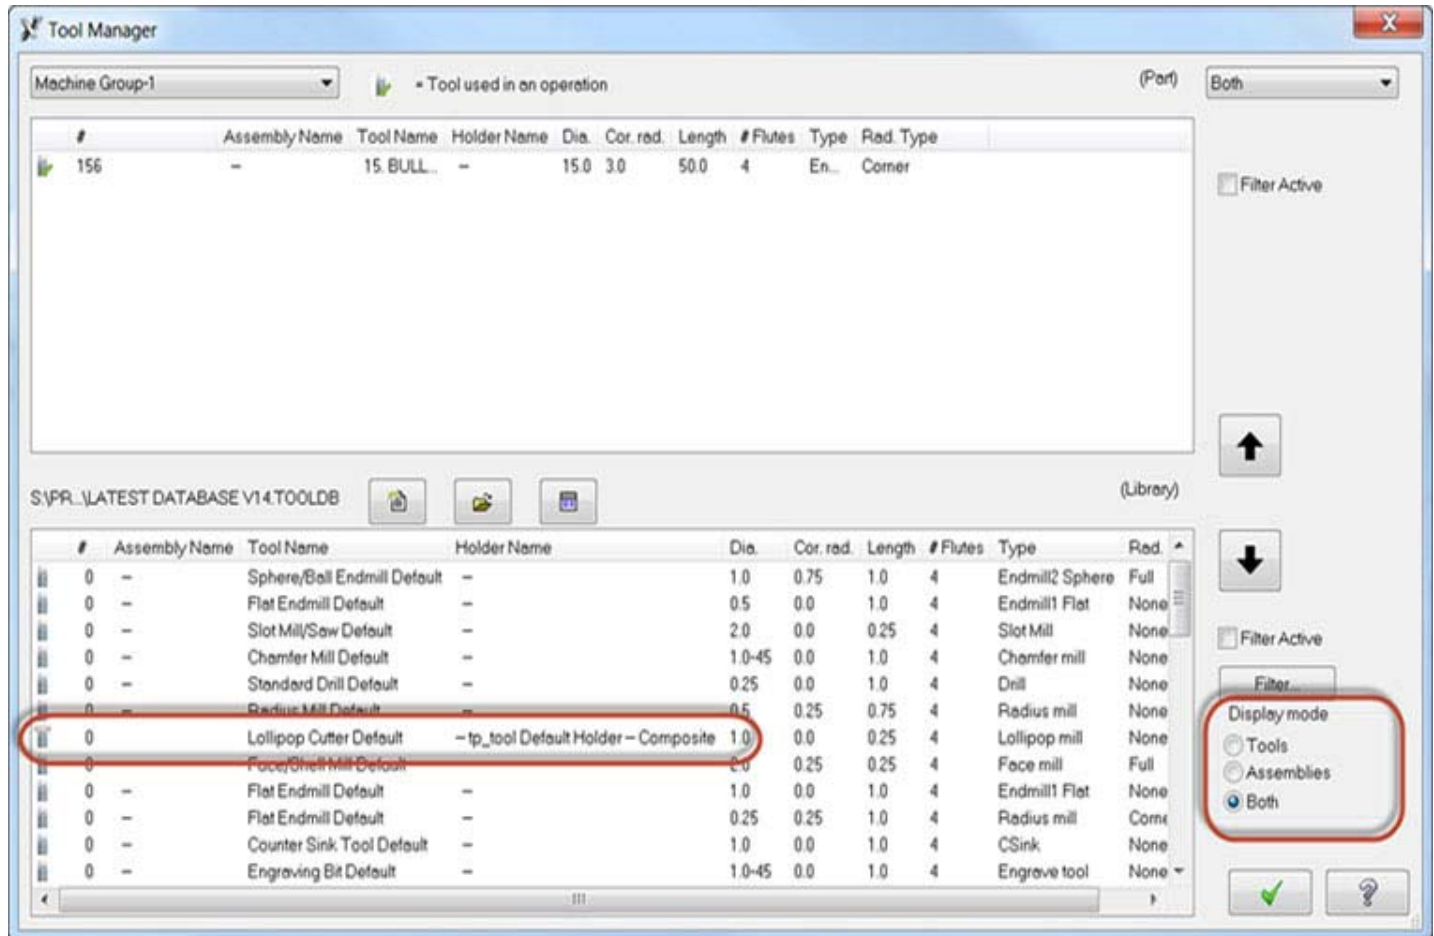 Tool Manager
Machine Group-1 = Tool used in an operation (Part) Both
# Assembly Name Tool Name Holder Name Dia. Cor. rad. Length # Flutes Type Rad. Type
156 -- 15. BULL... -- 15.0 3.0 50.0 4 En... Corner
Filter Active
S:\PR...\LATEST DATABASE V14.TOOLDB (Library)
# Assembly Name Tool Name Holder Name Dia. Cor. rad. Length # Flutes Type Rad.
0 -- Sphere/Ball Endmill Default -- 1.0 0.75 1.0 4 Endmill2 Sphere Full
0 -- Flat Endmill Default -- 0.5 0.0 1.0 4 Endmill1 Flat None
0 -- Slot Mill/Saw Default -- 2.0 0.0 0.25 4 Slot Mill None
Filter Active
0 -- Chamfer Mill Default -- 1.0-45 0.0 1.0 4 Chamfer mill None
0 -- Standard Drill Default -- 0.25 0.0 1.0 4 Drill None
Filter...
0 -- Radius Mill Default -- 0.5 0.25 0.75 4 Radius mill None
Display mode
0 Lollipop Cutter Default -- tp_tool Default Holder -- Composite 1.0 0.0 0.25 4 Lollipop mill None
Tools
0 -- Face/Shell Mill Default 2.0 0.25 0.25 4 Face mill Full
Assemblies
0 -- Flat Endmill Default -- 1.0 0.0 1.0 4 Endmill1 Flat None
Both
0 -- Flat Endmill Default -- 0.25 0.25 1.0 4 Radius mill Corne
0 -- Counter Sink Tool Default -- 1.0 0.0 1.0 4 CSink None
0 -- Engraving Bit Default -- 1.0-45 0.0 1.0 4 Engrave tool None